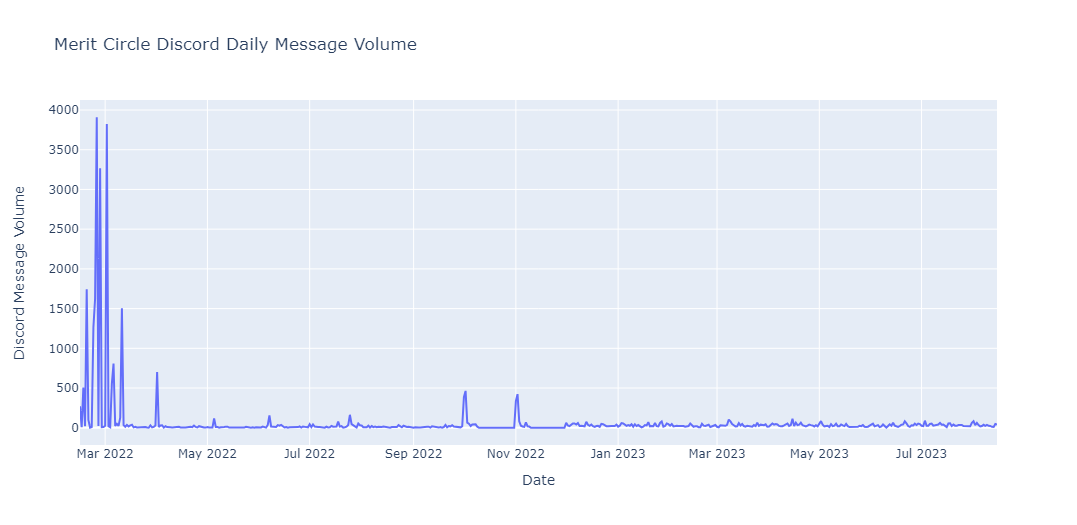 Merit Circle Discord Daily Message Volume
4000
3500
3000
2500
2000
1500
1000
500
0
Discord Message Volume
Mar 2022 May 2022 Jul 2022 Sep 2022 Nov 2022 Jan 2023 Mar 2023 May 2023 Jul 2023
Date